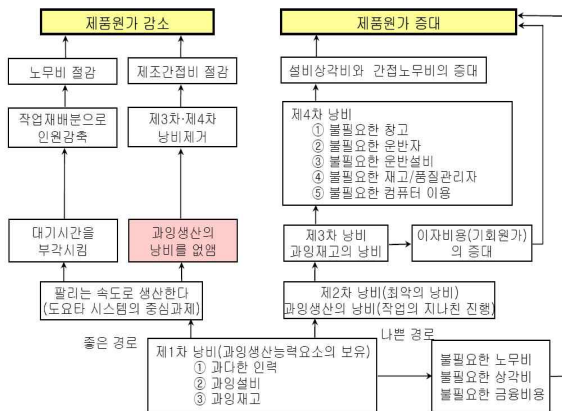 제품원가 감소
노무비 절감
제조간접비 절감
작업재배분으로
인원감축
제3차·제4차
낭비제거
대기시간을
부각시킴
과잉생산의
낭비를 없앰
팔리는 속도로 생산한다
(도요타 시스템의 중심과제)
좋은 경로
제품원가 증대
설비상각비와 간접노무비의 증대
제4차 낭비
① 불필요한 창고
② 불필요한 운반자
③ 불필요한 운반설비
④ 불필요한 재고/품질관리자
⑤ 불필요한 컴퓨터 이용
제3차 낭비
과잉재고의 낭비
이자비용(기회원가)
의 증대
제2차 낭비(최악의 낭비)
과잉생산의 낭비(작업의 지나친 진행)
나쁜 경로
제1차 낭비(과잉생산능력요소의 보유)
① 과다한 인력
② 과잉설비
③ 과잉재고
불필요한 노무비
불필요한 상각비
불필요한 금융비용